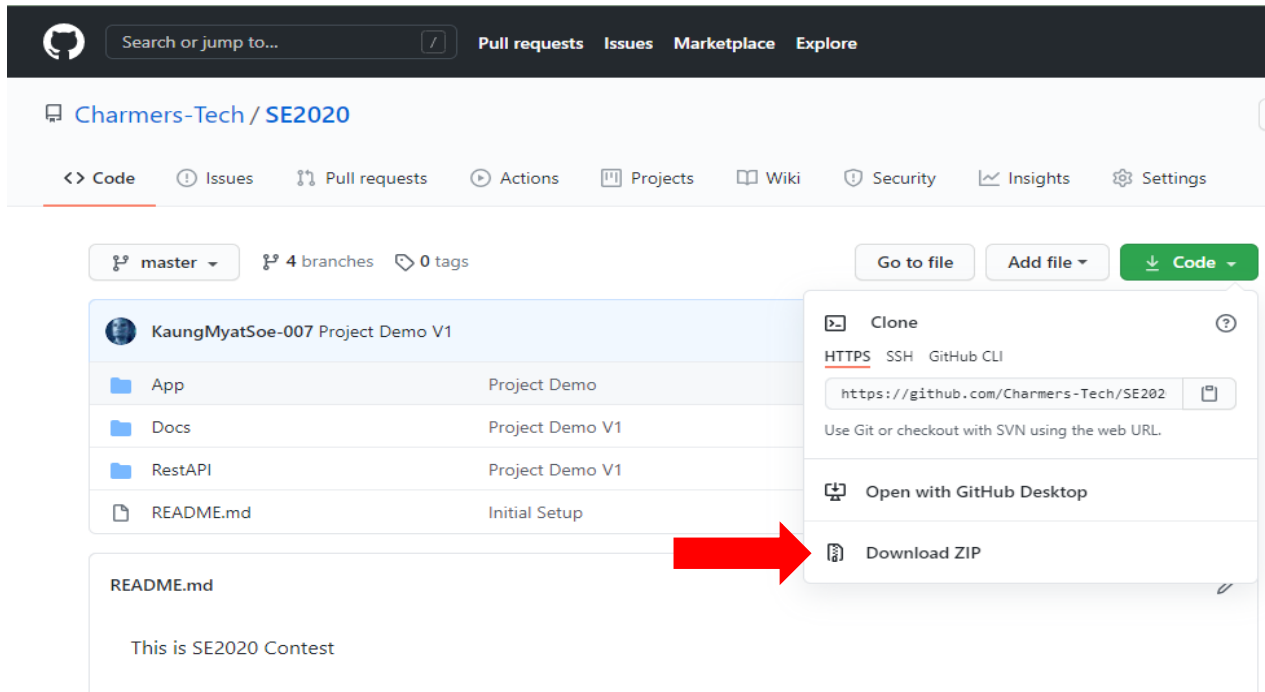 Search or jump to... /
Pull requests Issues Marketplace Explore
Charmers-Tech / SE2020
<> Code Issues Pull requests Actions Projects Wiki Security Insights Settings
master 4 branches 0 tags Go to file Add file Code
KaungMyatSoe-007 Project Demo V1
App Project Demo
Docs Project Demo V1
RestAPI Project Demo V1
README.md Initial Setup
Clone
HTTPS SSH GitHub CLI
https://github.com/Charmers-Tech/SE202
Use Git or checkout with SVN using the web URL.
Open with GitHub Desktop
Download ZIP
README.md
This is SE2020 Contest